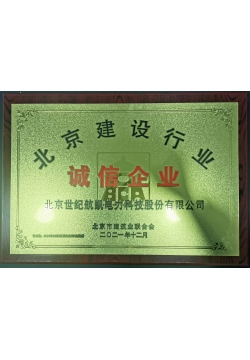 北京建设行业
诚信企业
北京世纪航凯电力科技股份有限公司
北京市建筑业联合会
二〇二一年十二月